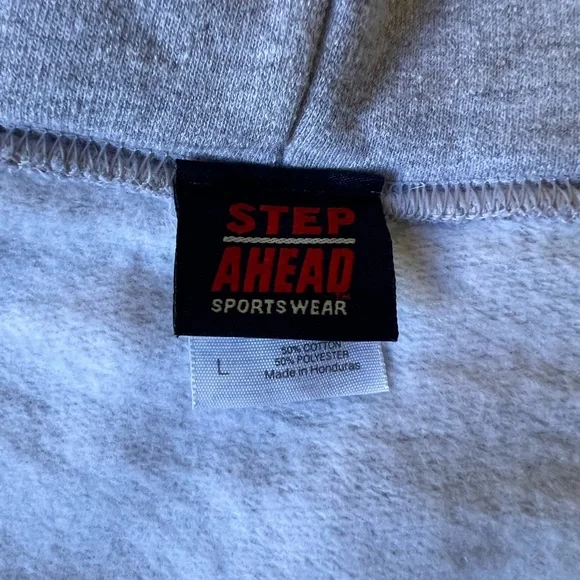 STEP
AHEAD
SPORTSWEAR
50% COTTON
50% POLYESTER
L
Made in Honduras